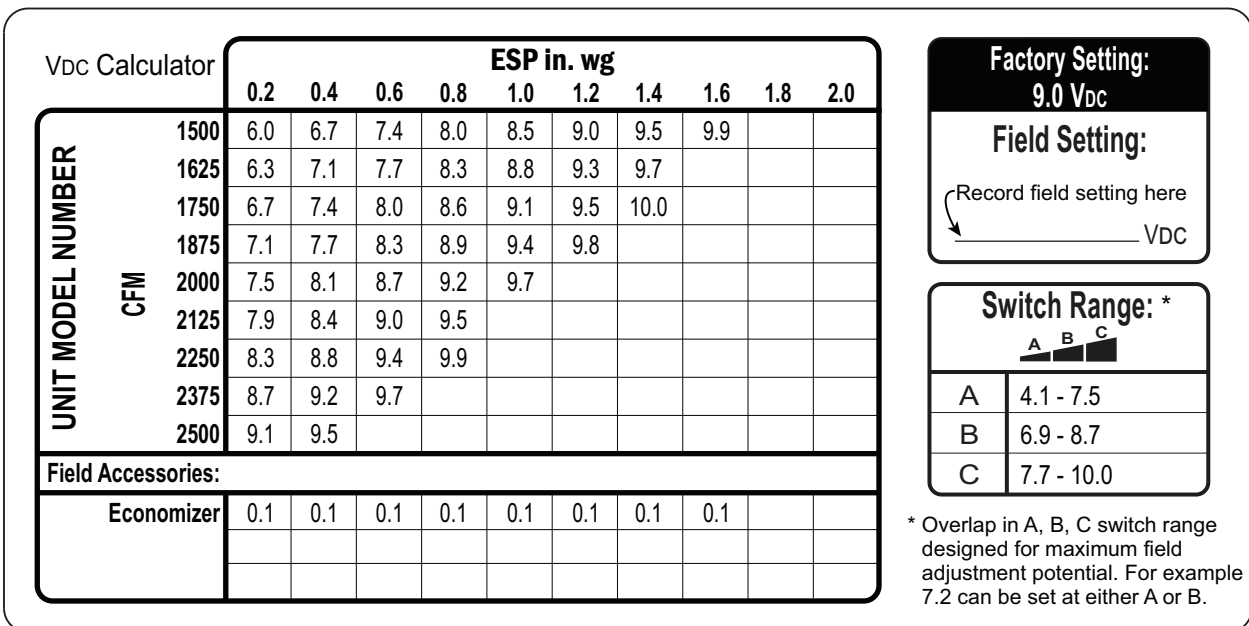 VDC Calculator
ESP in. wg
0.2 0.4 0.6 0.8 1.0 1.2 1.4 1.6 1.8 2.0
UNIT MODEL NUMBER
CFM
1500 6.0 6.7 7.4 8.0 8.5 9.0 9.5 9.9
1625 6.3 7.1 7.7 8.3 8.8 9.3 9.7
1750 6.7 7.4 8.0 8.6 9.1 9.5 10.0
1875 7.1 7.7 8.3 8.9 9.4 9.8
2000 7.5 8.1 8.7 9.2 9.7
2125 7.9 8.4 9.0 9.5
2250 8.3 8.8 9.4 9.9
2375 8.7 9.2 9.7
2500 9.1 9.5
Field Accessories:
Economizer 0.1 0.1 0.1 0.1 0.1 0.1 0.1 0.1
Factory Setting:
9.0 VDC
Field Setting:
Record field setting here
VDC
Switch Range: *
A B C
A 4.1 - 7.5
B 6.9 - 8.7
C 7.7 - 10.0
* Overlap in A, B, C switch range
designed for maximum field
adjustment potential. For example
7.2 can be set at either A or B.